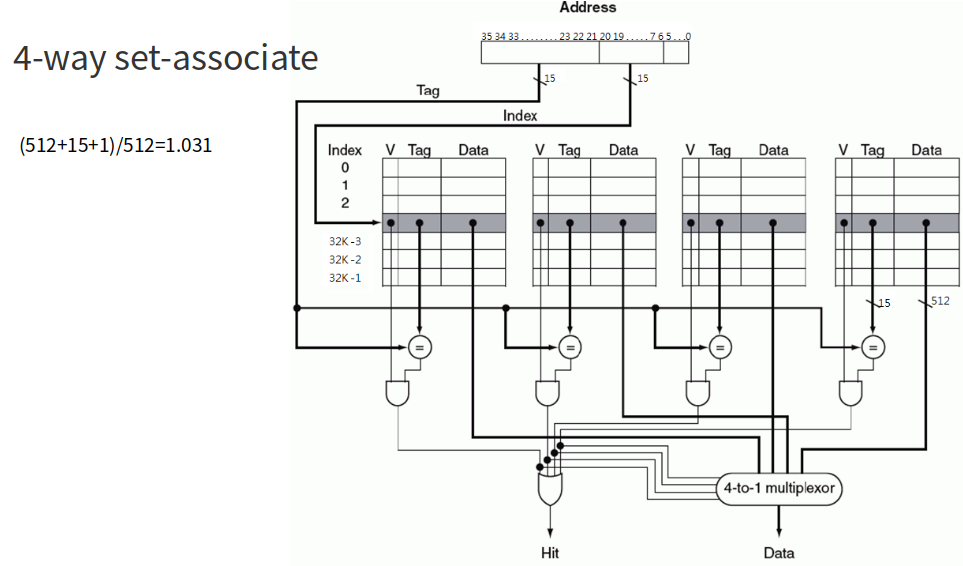 Address
4-way set-associate
35 34 33 ........ 23 22 21 20 19 ..... 7 6 5 ...0
15
15
Tag
Index
(512+15+1)/512=1.031
Index V Tag Data V Tag Data V Tag Data V Tag Data
0
1
2
32K-3
32K-2
32K-1
15
512
= = = =
4-to-1 multiplexor
Hit
Data